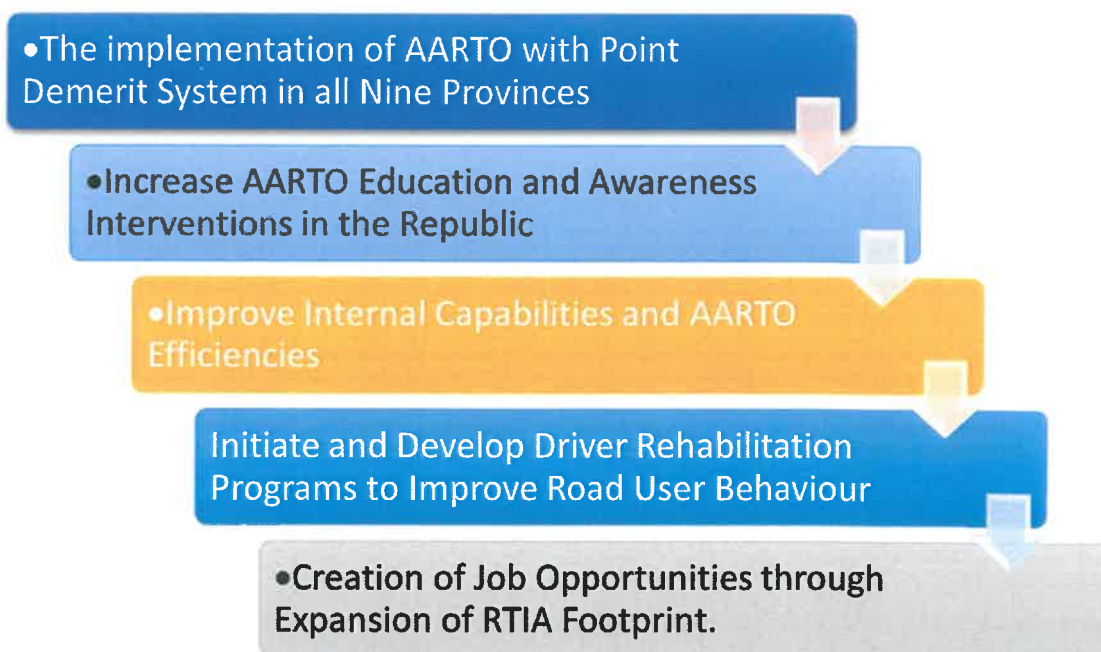 •The implementation of AARTO with Point
Demerit System in all Nine Provinces
•Increase AARTO Education and Awareness
Interventions in the Republic
•Improve Internal Capabilities and AARTO
Efficiencies
Initiate and Develop Driver Rehabilitation
Programs to Improve Road User Behaviour
•Creation of Job Opportunities through
Expansion of RTIA Footprint.